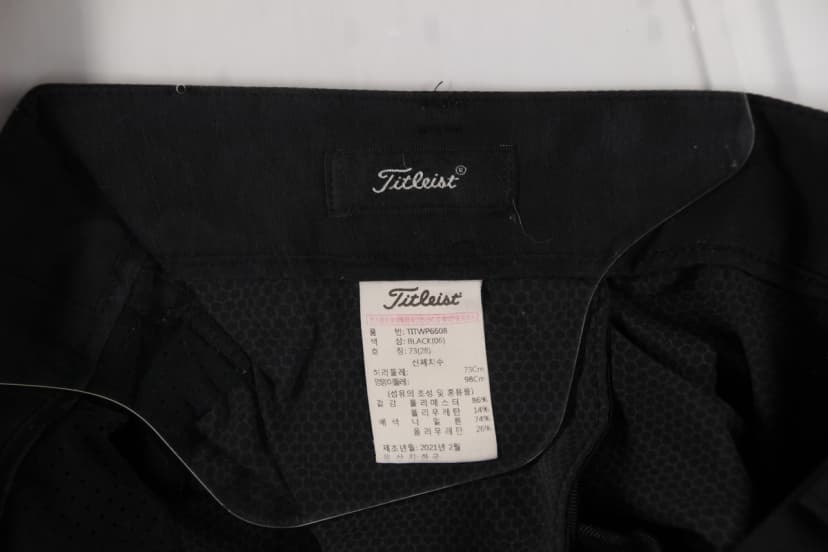 Titleist®
Titleist
품 번: TITWP6608
색 상: BLACK(06)
호 칭: 73(28)
신체치수
허리둘레: 73Cm
엉덩이둘레: 98Cm
(섬유의 조성 및 혼용율)
겉감 폴리에스터 86%
폴리우레탄 14%
배색 나일론 74%
폴리우레탄 26%
제조년월: 2021년 2월